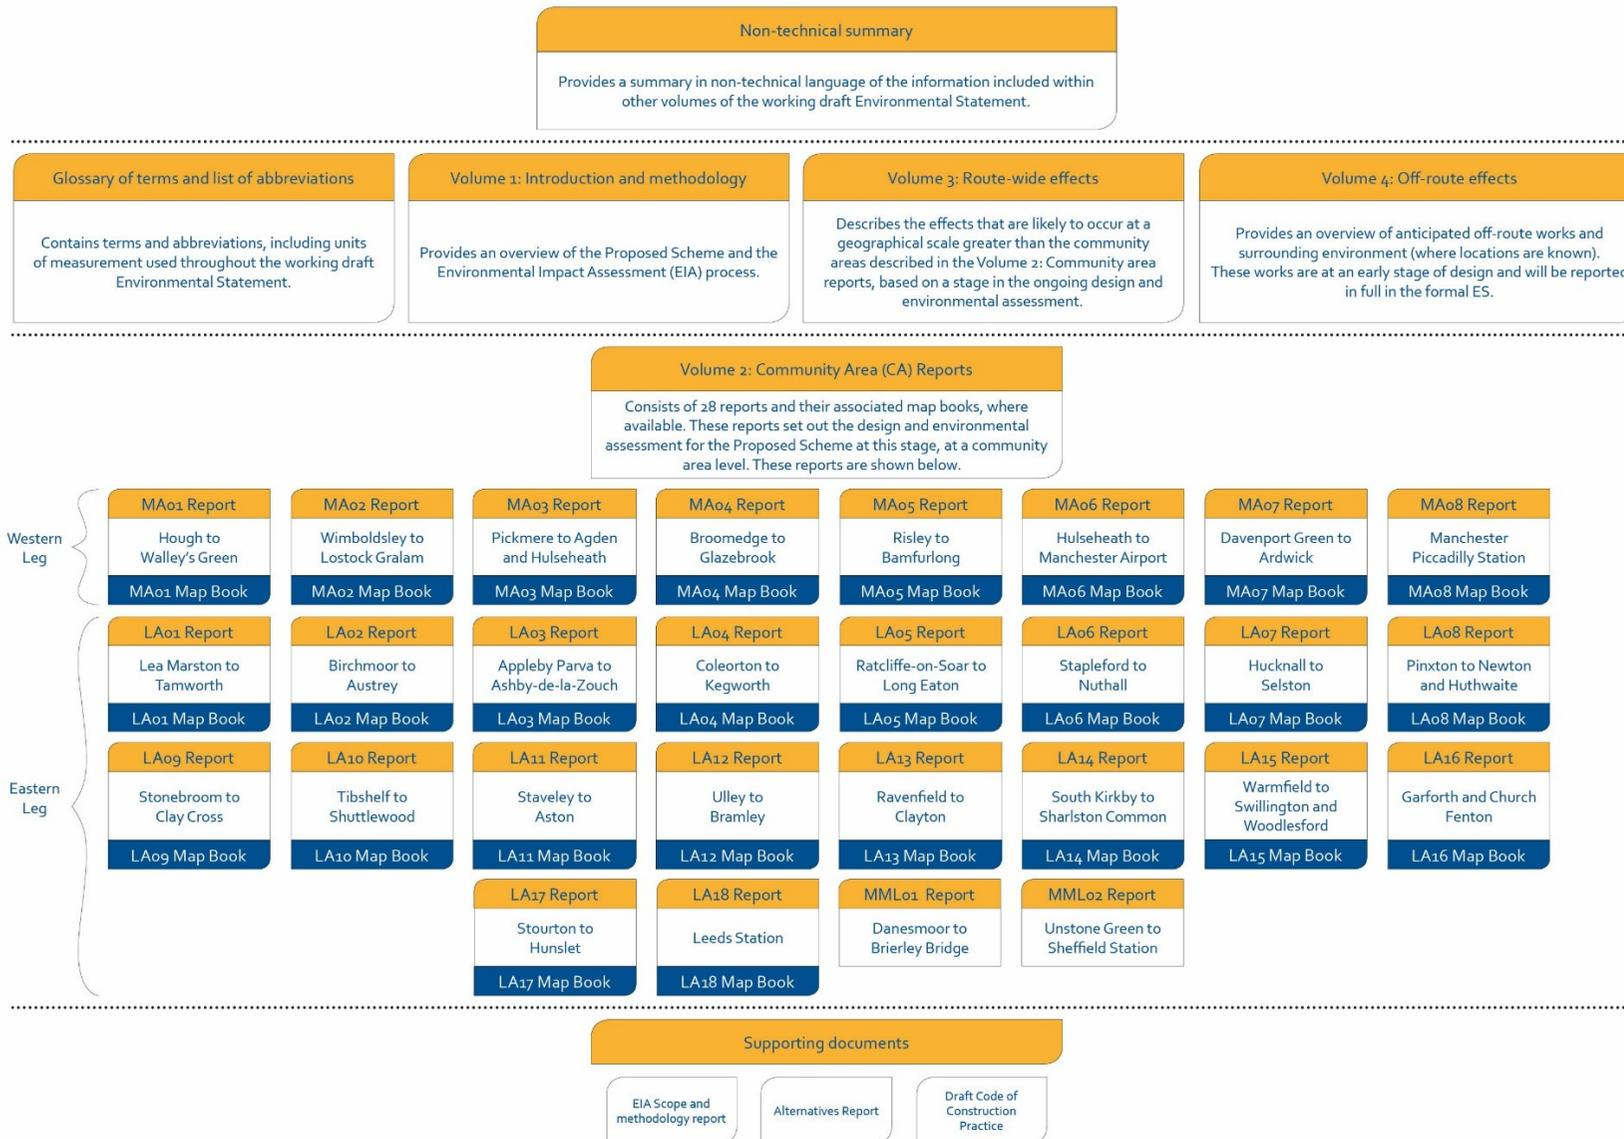 Non-technical summary
Provides a summary in non-technical language of the information included within
other volumes of the working draft Environmental Statement.
Glossary of terms and list of abbreviations
Contains terms and abbreviations, including units
of measurement used throughout the working draft
Environmental Statement.
Volume 1: Introduction and methodology
Provides an overview of the Proposed Scheme and the
Environmental Impact Assessment (EIA) process.
Volume 3: Route-wide effects
Describes the effects that are likely to occur at a
geographical scale greater than the community
areas described in the Volume 2: Community area
reports, based on a stage in the ongoing design and
environmental assessment.
Volume 4: Off-route effects
Provides an overview of anticipated off-route works and
surrounding environment (where locations are known).
These works are at an early stage of design and will be reported
in full in the formal ES.
Volume 2: Community Area (CA) Reports
Consists of 28 reports and their associated map books, where
available. These reports set out the design and environmental
assessment for the Proposed Scheme at this stage, at a community
area level. These reports are shown below.
Western
Leg
MA01 Report
Hough to
Walley's Green
MA01 Map Book
MA02 Report
Wimboldsley to
Lostock Gralam
MA02 Map Book
MA03 Report
Pickmere to Agden
and Hulseheath
MA03 Map Book
MA04 Report
Broomedge to
Glazebrook
MA04 Map Book
MA05 Report
Risley to
Bamfurlong
MA05 Map Book
MA06 Report
Hulseheath to
Manchester Airport
MA06 Map Book
MA07 Report
Davenport Green to
Ardwick
MA07 Map Book
MA08 Report
Manchester
Piccadilly Station
MA08 Map Book
Eastern
Leg
LA01 Report
Lea Marston to
Tamworth
LA01 Map Book
LA02 Report
Birchmoor to
Austrey
LA02 Map Book
LA03 Report
Appleby Parva to
Ashby-de-la-Zouch
LA03 Map Book
LA04 Report
Coleorton to
Kegworth
LA04 Map Book
LA05 Report
Ratcliffe-on-Soar to
Long Eaton
LA05 Map Book
LA06 Report
Stapleford to
Nuthall
LA06 Map Book
LA07 Report
Hucknall to
Selston
LA07 Map Book
LA08 Report
Pinxton to Newton
and Huthwaite
LA08 Map Book
LA09 Report
Stonebroom to
Clay Cross
LA09 Map Book
LA10 Report
Tibshelf to
Shuttlewood
LA10 Map Book
LA11 Report
Staveley to
Aston
LA11 Map Book
LA12 Report
Ulley to
Bramley
LA12 Map Book
LA13 Report
Ravenfield to
Clayton
LA13 Map Book
LA14 Report
South Kirkby to
Sharlston Common
LA14 Map Book
LA15 Report
Warmfield to
Swillington and
Woodlesford
LA15 Map Book
LA16 Report
Garforth and Church
Fenton
LA16 Map Book
LA17 Report
Stourton to
Hunslet
LA17 Map Book
LA18 Report
Leeds Station
LA18 Map Book
MML01 Report
Danesmoor to
Brierley Bridge
MML02 Report
Unstone Green to
Sheffield Station
Supporting documents
EIA Scope and
methodology report
Alternatives Report
Draft Code of
Construction
Practice